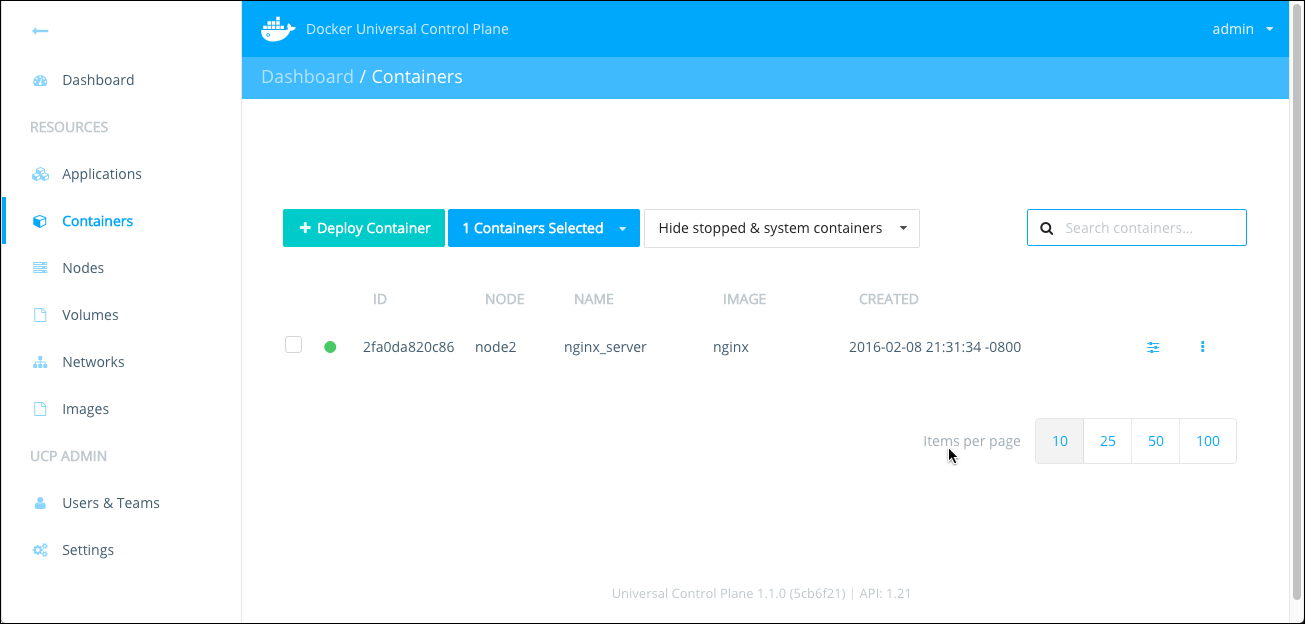 Docker Universal Control Plane
admin
Dashboard / Containers
Dashboard
RESOURCES
Applications
Containers
Nodes
Volumes
Networks
Images
UCP ADMIN
Users & Teams
Settings
Deploy Container
1 Containers Selected
Hide stopped & system containers
Search containers...
ID NODE NAME IMAGE CREATED
2fa0da820c86 node2 nginx_server nginx 2016-02-08 21:31:34 -0800
Items per page 10 25 50 100
Universal Control Plane 1.1.0 (5cb6f21) | API: 1.21